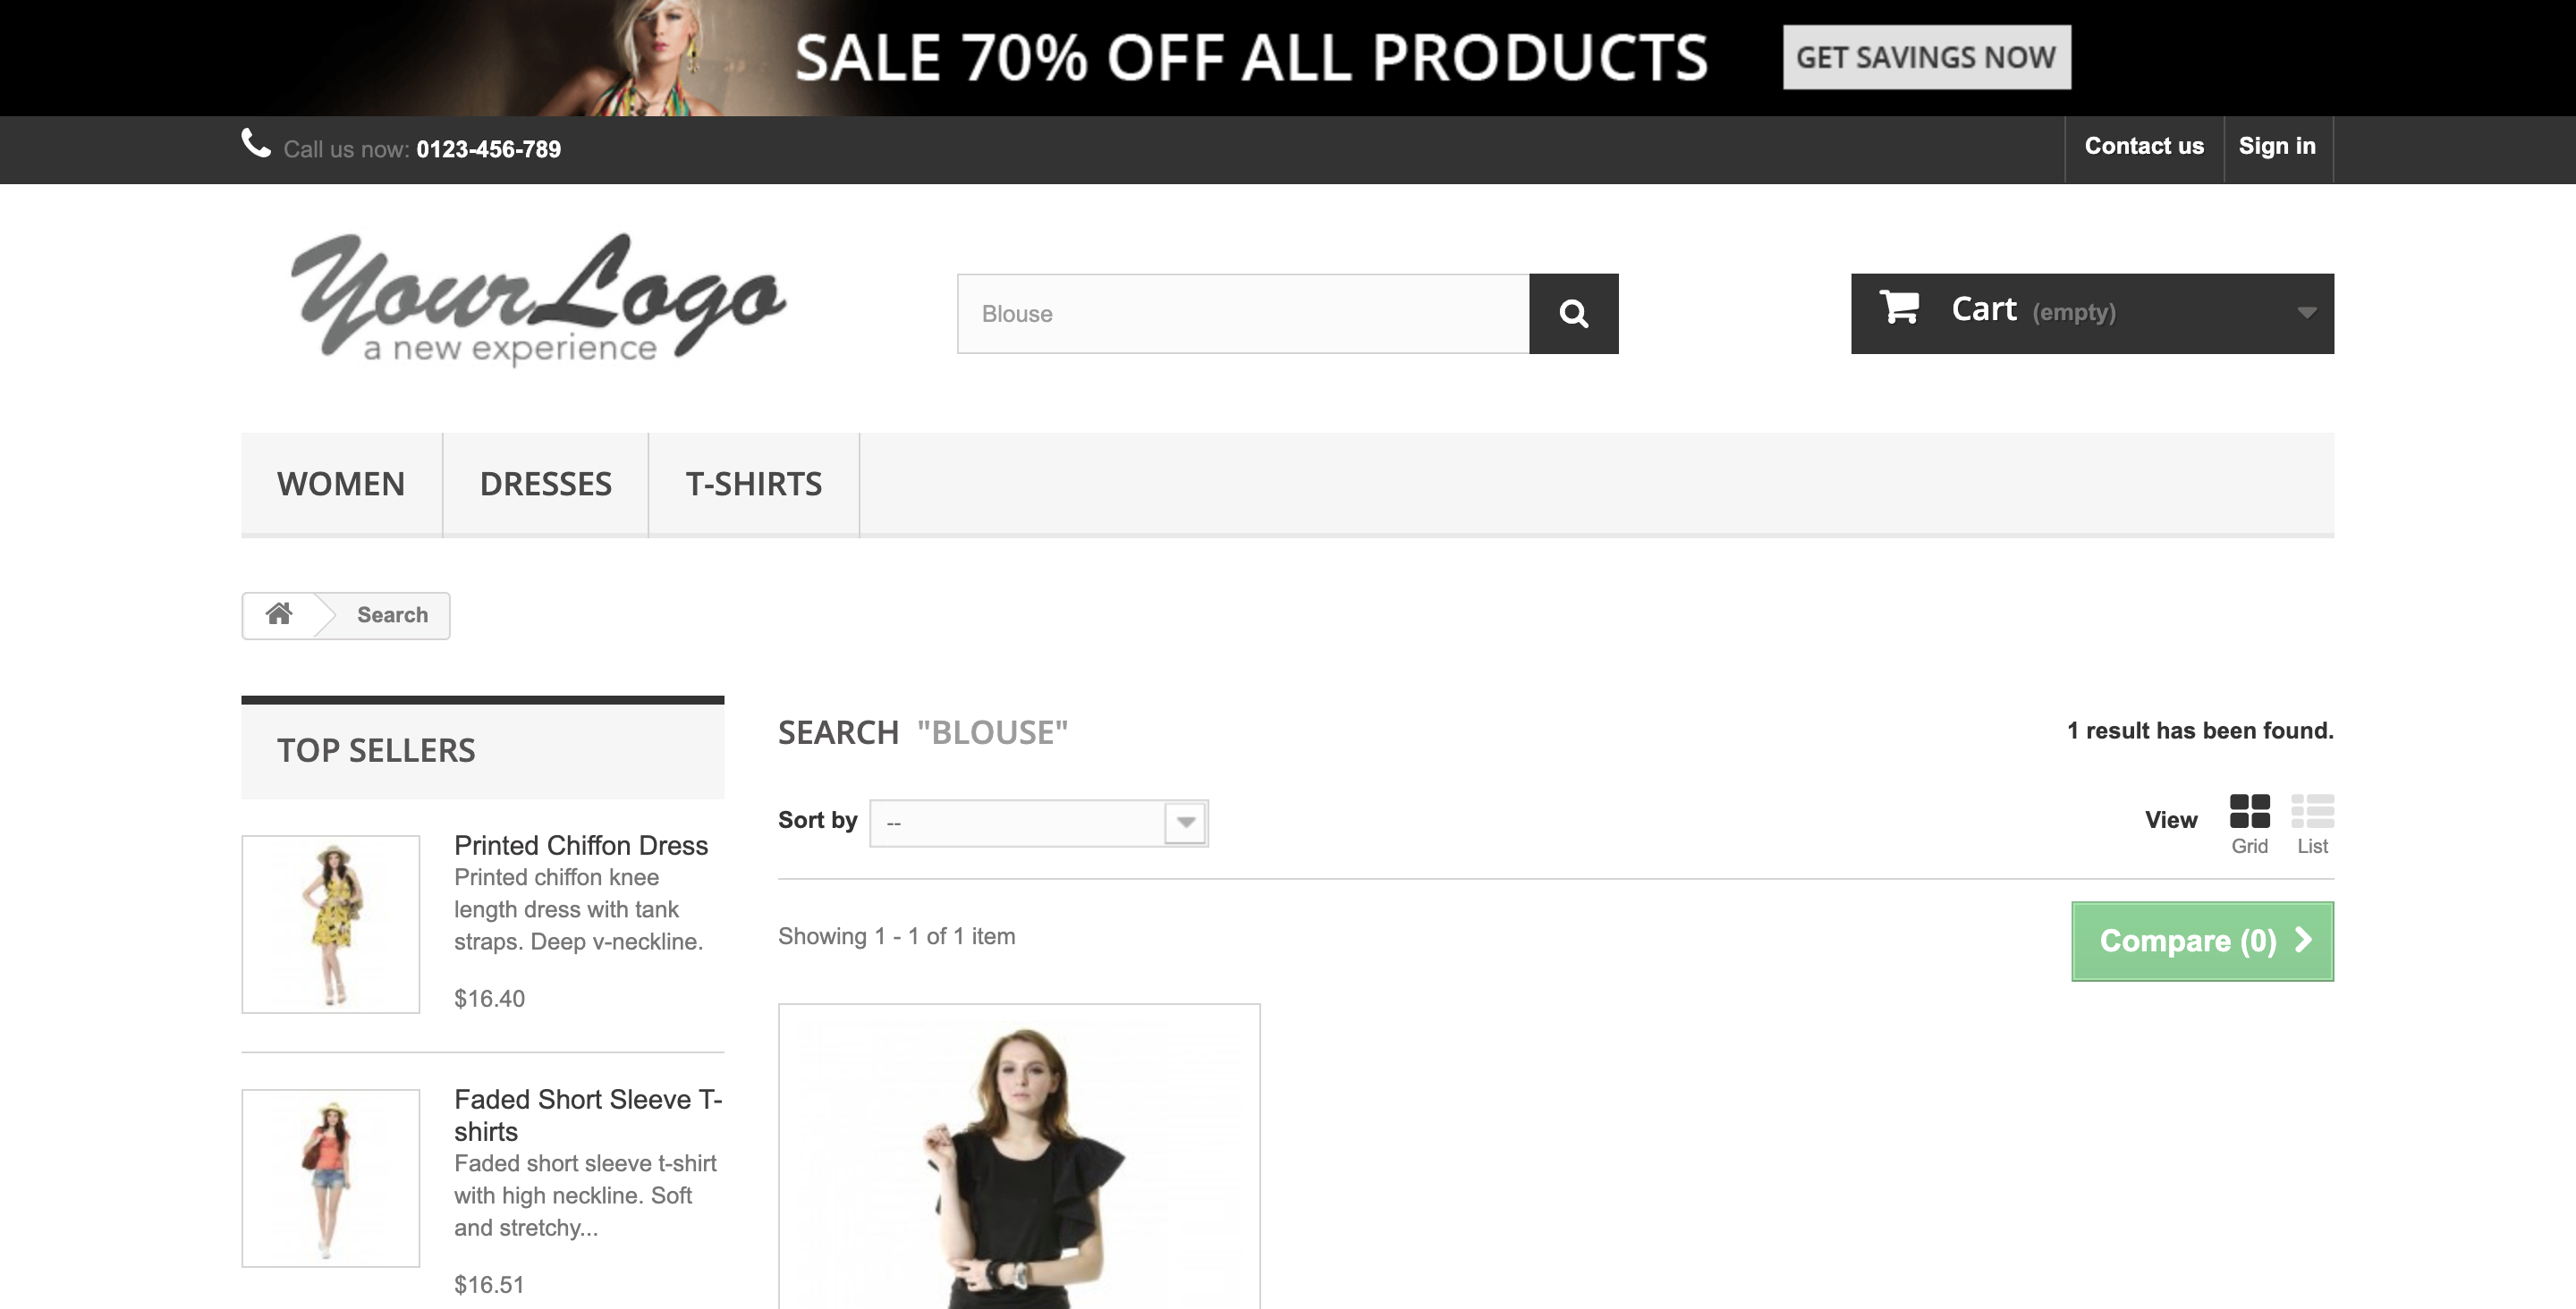 SALE 70% OFF ALL PRODUCTS
GET SAVINGS NOW
Call us now: 0123-456-789
Contact us
Sign in
YourLogo
a new experience
Blouse
Cart (empty)
WOMEN
DRESSES
T-SHIRTS
Search
TOP SELLERS
Printed Chiffon Dress
Printed chiffon knee
length dress with tank
straps. Deep v-neckline.
$16.40
Faded Short Sleeve T-
shirts
Faded short sleeve t-shirt
with high neckline. Soft
and stretchy...
$16.51
SEARCH "BLOUSE"
1 result has been found.
Sort by
--
View
Grid
List
Showing 1 - 1 of 1 item
Compare (0)